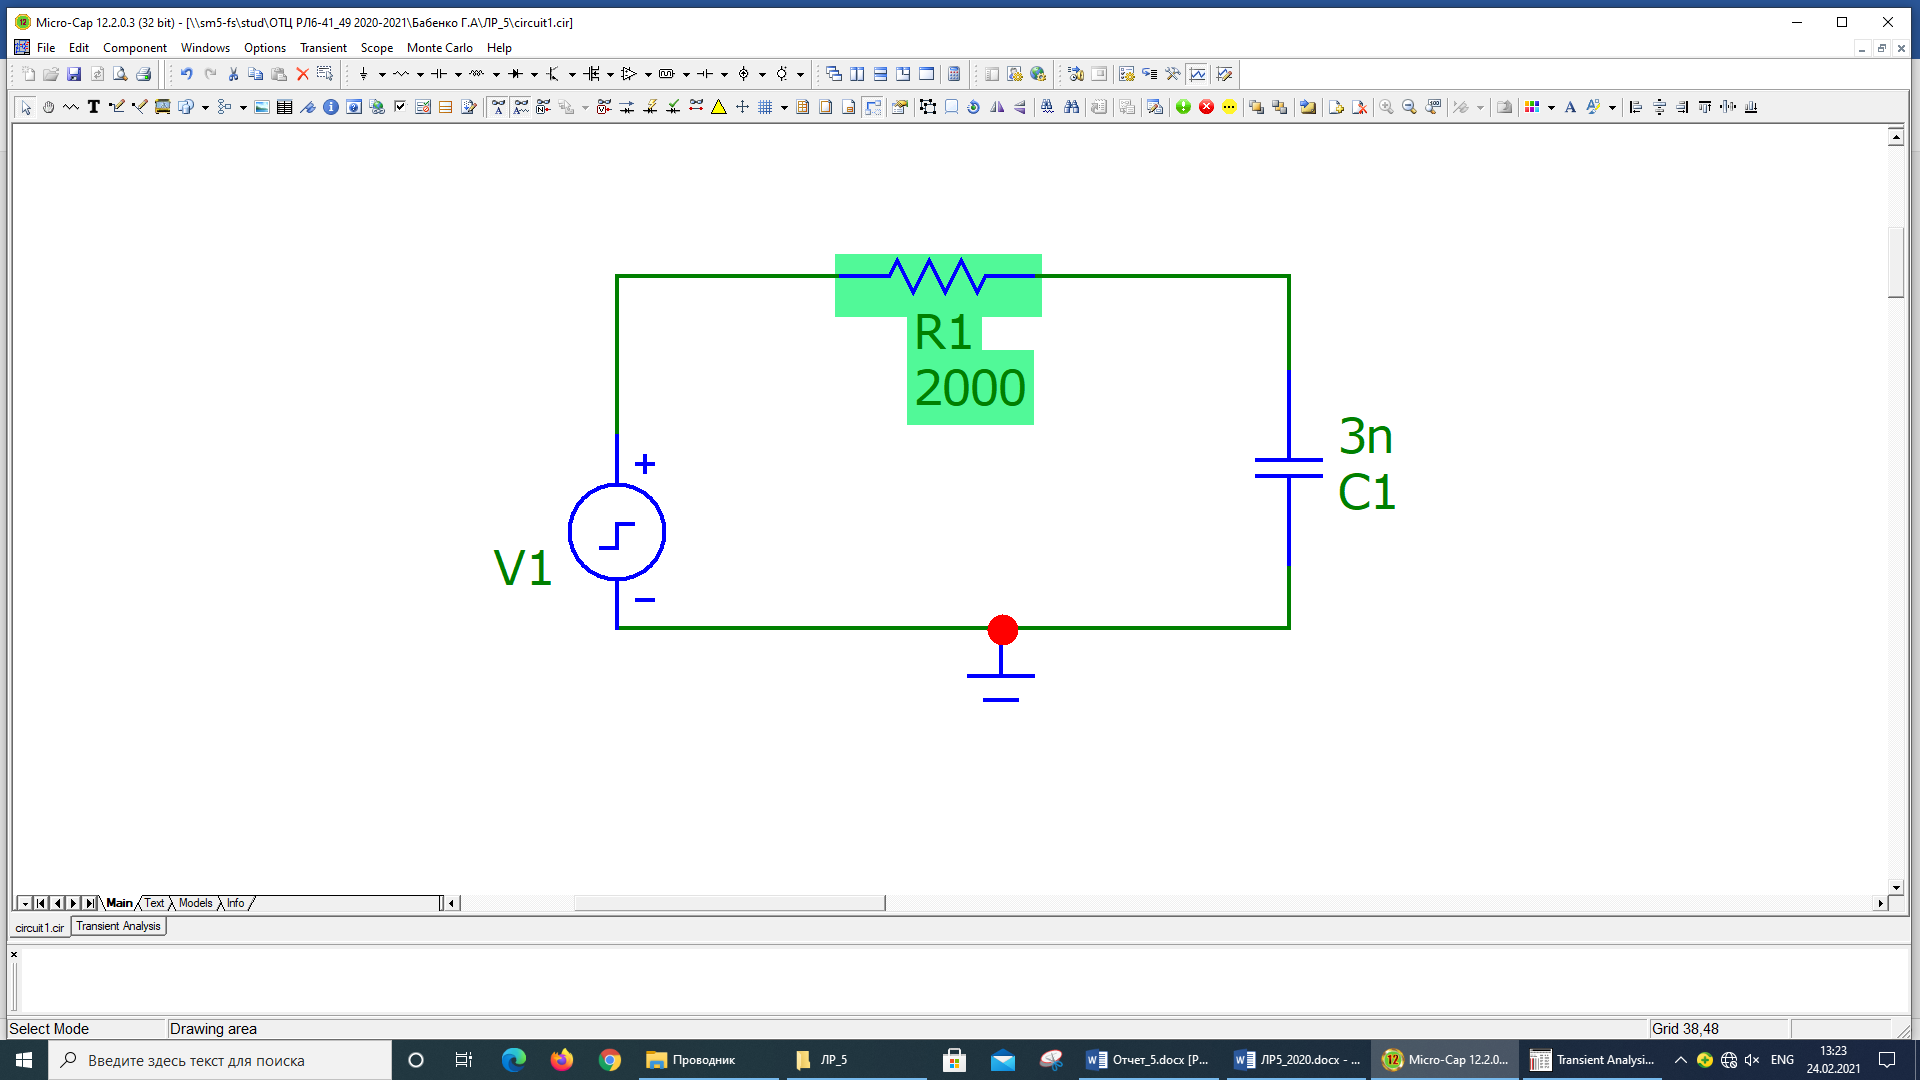 Micro-Cap 12.2.0.3 (32 bit) - [\\sm5-fs\stud\ОТЦ РЛ6-41_49 2020-2021\Бабенко Г.А\ЛР_5\circuit1.cir]
File Edit Component Windows Options Transient Scope Monte Carlo Help
R1
2000
3n
C1
+
V1
−
Main Text Models Info
circuit1.cir Transient Analysis
Select Mode Drawing area Grid 38,48
Введите здесь текст для поиска Проводник ЛР_5 Отчет_5.docx [P... ЛР5_2020.docx - ... Micro-Cap 12.2.0... Transient Analysi... ENG 13:23
24.02.2021